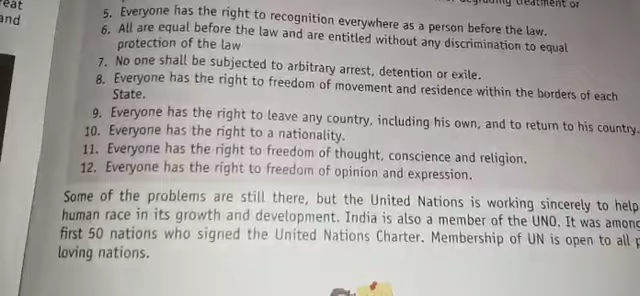 eat
and
treatment or
5. Everyone has the right to recognition everywhere as a person before the law.
6. All are equal before the law and are entitled without any discrimination to equal
protection of the law
7. No one shall be subjected to arbitrary arrest, detention or exile.
8. Everyone has the right to freedom of movement and residence within the borders of each
State.
9. Everyone has the right to leave any country, including his own, and to return to his country.
10. Everyone has the right to a nationality.
11. Everyone has the right to freedom of thought, conscience and religion.
12. Everyone has the right to freedom of opinion and expression.
Some of the problems are still there, but the United Nations is working sincerely to help
human race in its growth and development. India is also a member of the UNO. It was among
first 50 nations who signed the United Nations Charter. Membership of UN is open to all
loving nations.